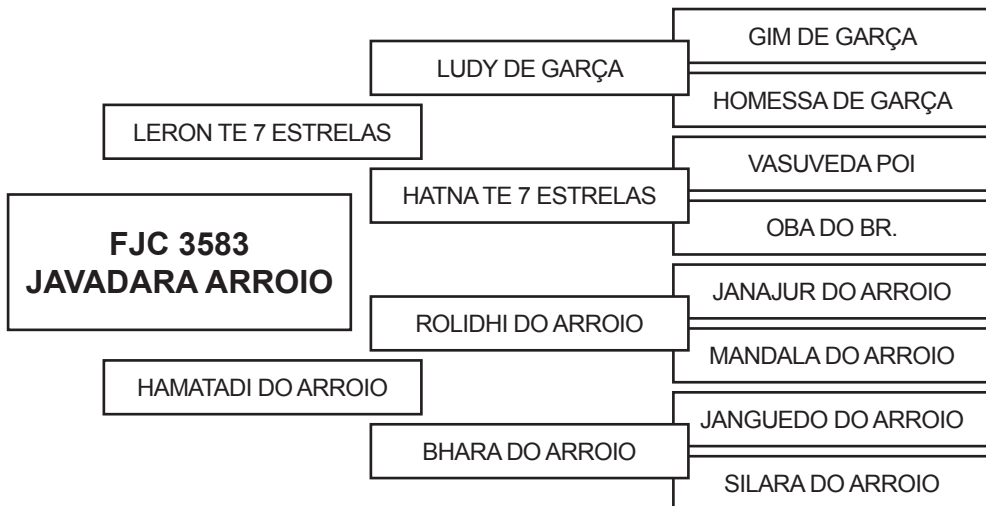 GIM DE GARÇA
LUDY DE GARÇA
HOMESSA DE GARÇA
LERON TE 7 ESTRELAS
VASUVEDA POI
HATNA TE 7 ESTRELAS
OBA DO BR.
FJC 3583
JAVADARA ARROIO
JANAJUR DO ARROIO
ROLIDHI DO ARROIO
MANDALA DO ARROIO
HAMATADI DO ARROIO
JANGUEDO DO ARROIO
BHARA DO ARROIO
SILARA DO ARROIO